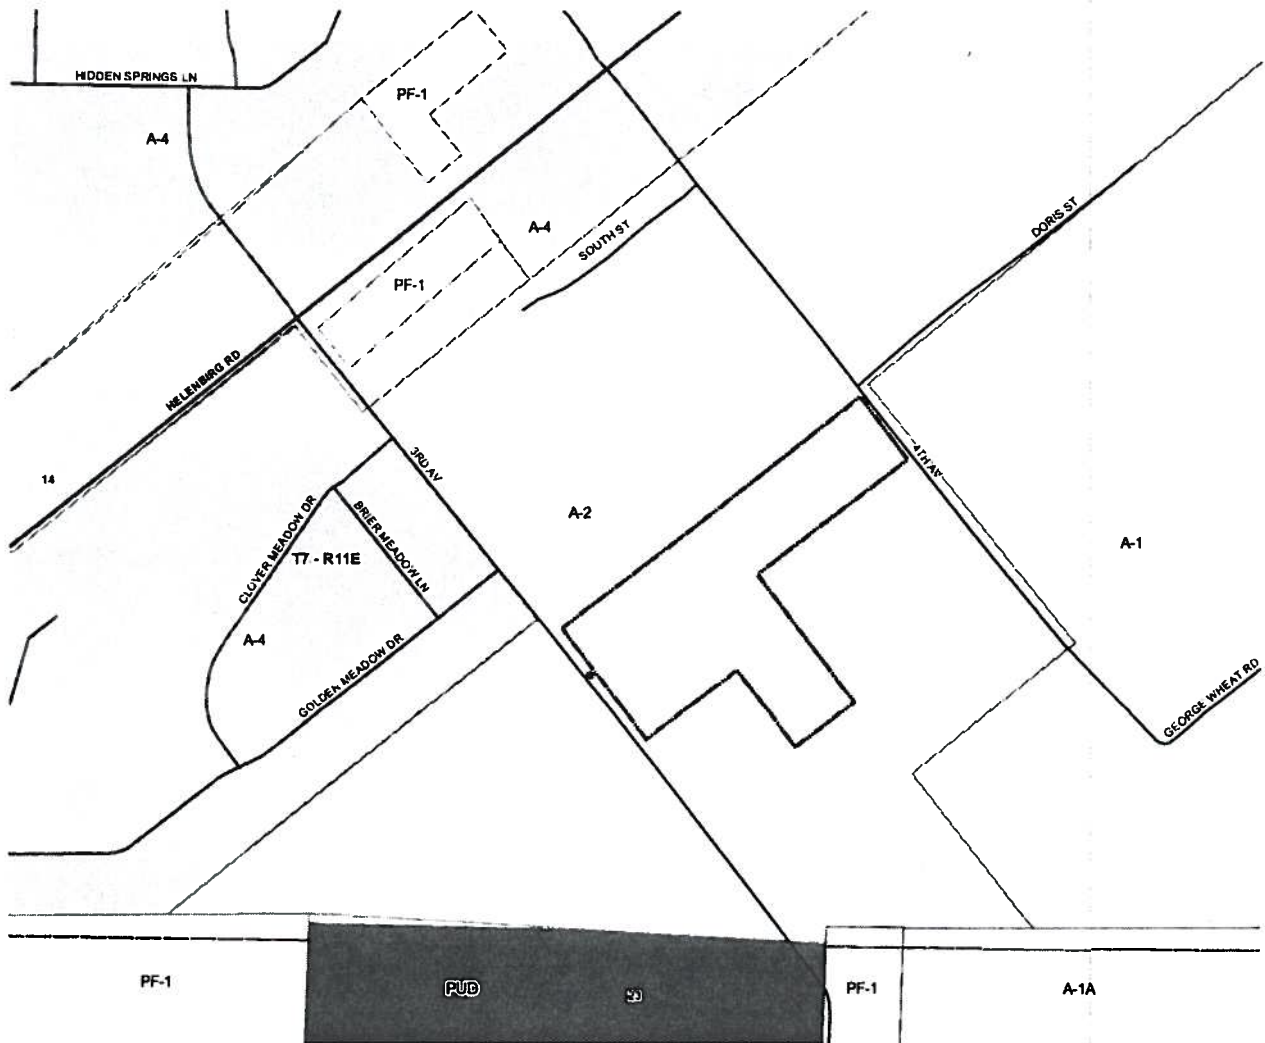 HIDDEN SPRINGS LN
PF-1
A-4
A-4
SOUTH ST
DORIS ST
PF-1
HELENBIRG RD
3RD AV
4TH AV
14
A-2
CLOVER MEADOW DR
BRIER MEADOW LN
T7 - R11E
A-1
A-4
GOLDEN MEADOW DR
GEORGE WHEAT RD
PF-1
PUD
23
PF-1
A-1A